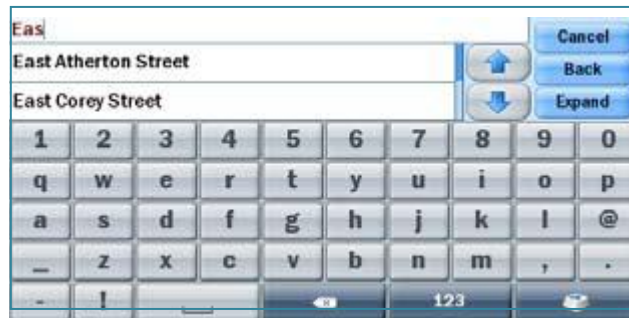 Eas
Cancel
East Atherton Street
Back
East Corey Street
Expand
1 2 3 4 5 6 7 8 9 0
q w e r t y u i o p
a s d f g h j k l @
_ z x c v b n m , .
- ! 123